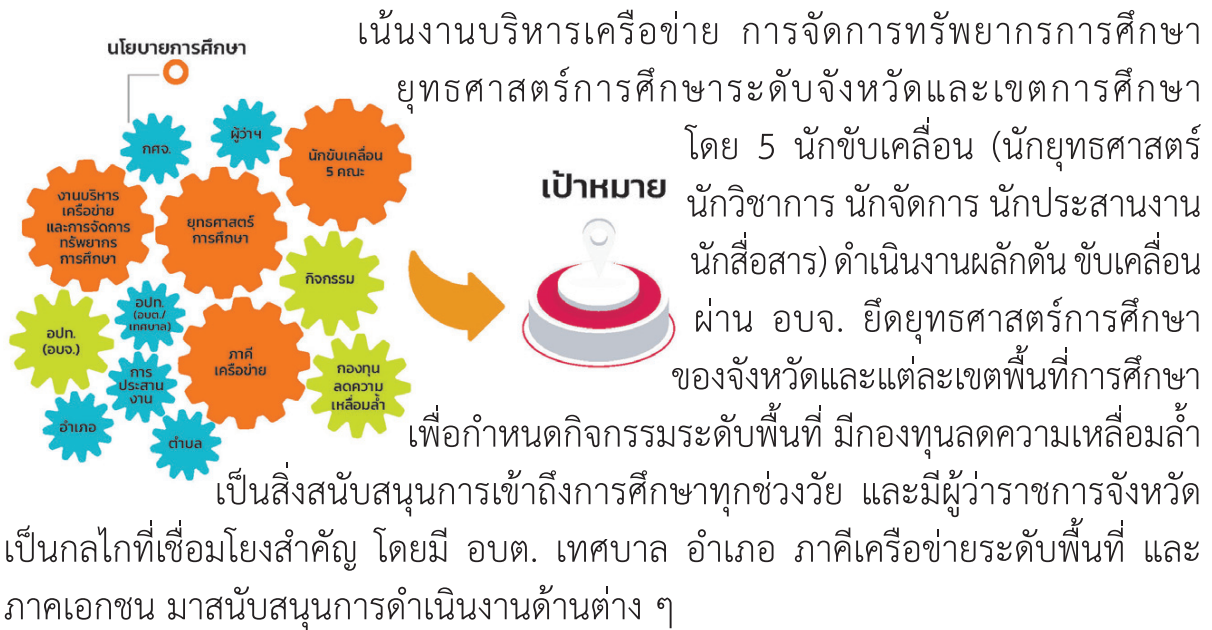 นโยบายการศึกษา
กศจ.
ผู้ว่าฯ
นักขับเคลื่อน
5 คณะ
งานบริหาร
เครือข่าย
และการจัดการ
ทรัพยากร
การศึกษา
ยุทธศาสตร์
การศึกษา
กิจกรรม
อปท.
(อบจ.)
อปท.
(อบต./
เทศบาล)
การ
ประสาน
งาน
ภาคี
เครือข่าย
กองทุน
ลดความ
เหลื่อมล้ำ
อำเภอ
ตำบล
เป้าหมาย
เน้นงานบริหารเครือข่าย การจัดการทรัพยากรการศึกษา
ยุทธศาสตร์การศึกษาระดับจังหวัดและเขตการศึกษา
โดย 5 นักขับเคลื่อน (นักยุทธศาสตร์
นักวิชาการ นักจัดการ นักประสานงาน
นักสื่อสาร) ดำเนินงานผลักดัน ขับเคลื่อน
ผ่าน อบจ. ยึดยุทธศาสตร์การศึกษา
ของจังหวัดและแต่ละเขตพื้นที่การศึกษา
เพื่อกำหนดกิจกรรมระดับพื้นที่ มีกองทุนลดความเหลื่อมล้ำ
เป็นสิ่งสนับสนุนการเข้าถึงการศึกษาทุกช่วงวัย และมีผู้ว่าราชการจังหวัด
เป็นกลไกที่เชื่อมโยงสำคัญ โดยมี อบต. เทศบาล อำเภอ ภาคีเครือข่ายระดับพื้นที่ และ
ภาคเอกชน มาสนับสนุนการดำเนินงานด้านต่าง ๆ